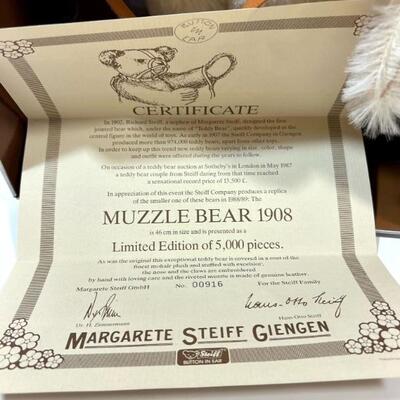 BUTTON
IN
EAR
CERTIFICATE
In 1902, Richard Steiff, a nephew of Margarete Steiff, designed the first
jointed bear which, under the name of "Teddy Bear", quickly developed as the
central figure in the world of toys. As early as 1907 the Steiff Company in Giengen
produced more than 974,000 teddy bears, apart from other toys.
In order to keep up this trend new teddy bears varying in size, color, shape
and outfit were offered during the years to follow.
On occasion of a teddy bear auction at Sotheby's in London in May 1987
a teddy bear couple from Steiff dating from that time reached
a sensational record price of 13.500 £.
In appreciation of this event the Steiff Company produces a
replica of the smaller one of these bears in 1988/89: The
MUZZLE BEAR 1908
is 46 cm in size and is presented as a
Limited Edition of 5,000 pieces.
As was the original this exceptional teddy bear is covered in a coat of the
finest mohair plush and stuffed with excelsior;
the nose and the claws are embroidered
by hand with loving care and the riveted muzzle is made of genuine leather.
Margarete Steiff GmbH No. 00916 For the Steiff Family
Dr. H. Zimmermann Hans-Otto Steiff
MARGARETE STEIFF GIENGEN
Steiff
BUTTON IN EAR